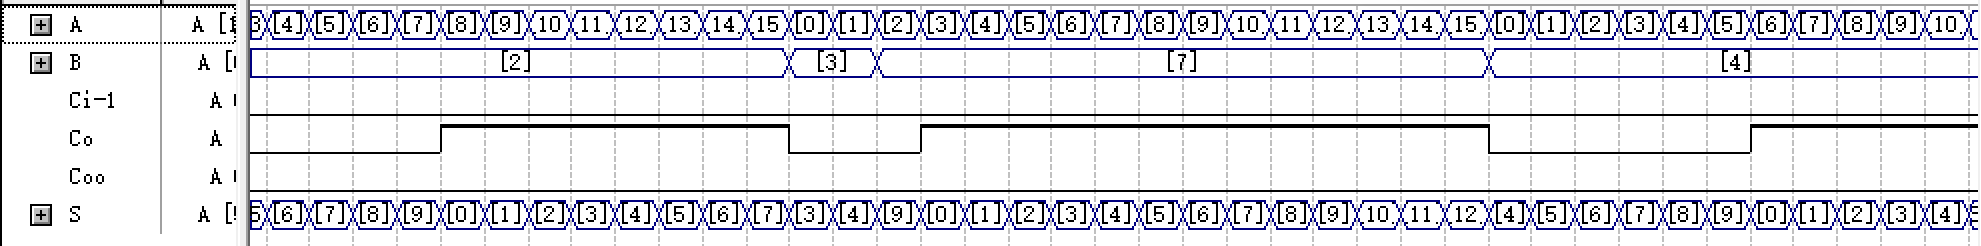 A A [1 3 [4] [5] [6] [7] [8] [9] 10 11 12 13 14 15 [0] [1] [2] [3] [4] [5] [6] [7] [8] [9] 10 11 12 13 14 15 [0] [1] [2] [3] [4] [5] [6] [7] [8] [9] 10
B A [ [2] [3] [7] [4]
Ci-1 A
Co A
Coo A
S A [ [6] [7] [8] [9] [0] [1] [2] [3] [4] [5] [6] [7] [3] [4] [9] [0] [1] [2] [3] [4] [5] [6] [7] [8] [9] 10 11 12 [4] [5] [6] [7] [8] [9] [0] [1] [2] [3] [4]